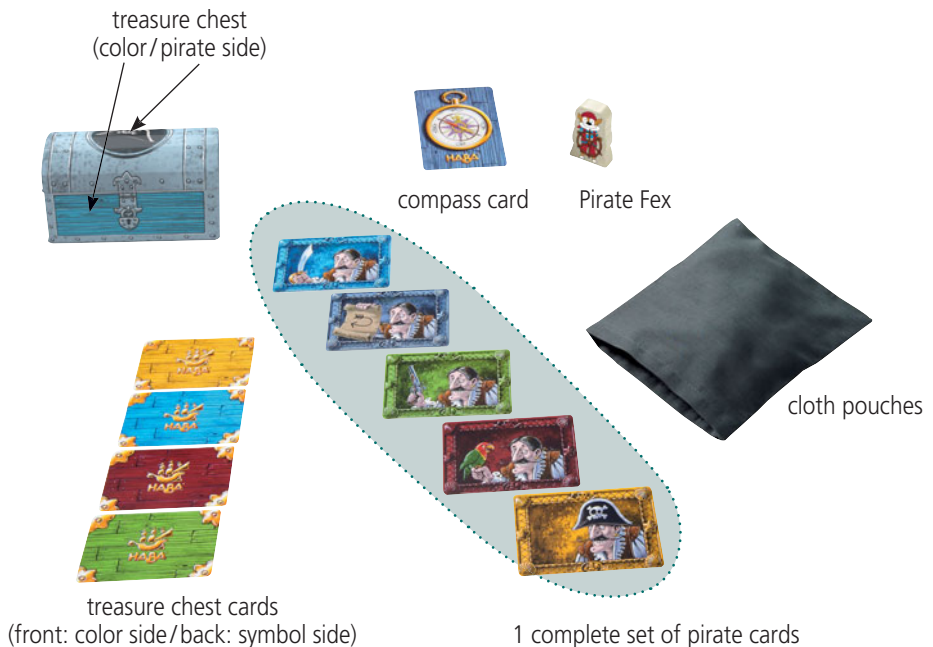 treasure chest
(color/pirate side)
HABA
compass card
Pirate Fex
HABA
HABA
HABA
HABA
cloth pouches
treasure chest cards
(front: color side/back: symbol side)
1 complete set of pirate cards